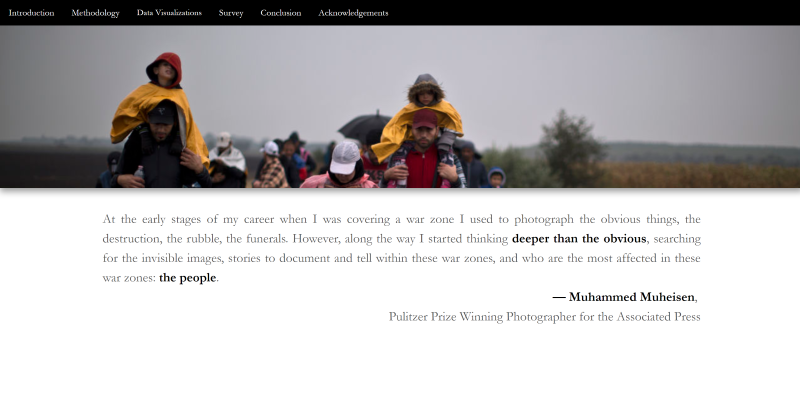 Introduction Methodology Data Visualizations Survey Conclusion Acknowledgements
At the early stages of my career when I was covering a war zone I used to photograph the obvious things, the
destruction, the rubble, the funerals. However, along the way I started thinking deeper than the obvious, searching
for the invisible images, stories to document and tell within these war zones, and who are the most affected in these
war zones: the people.
— Muhammed Muheisen,
Pulitzer Prize Winning Photographer for the Associated Press